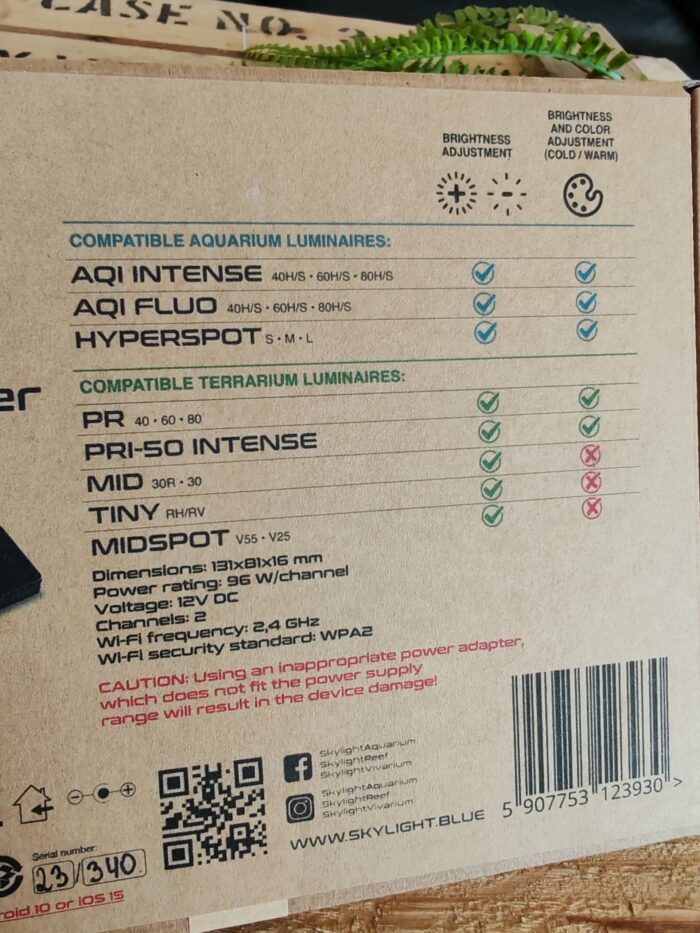 CASE NO. 3
BRIGHTNESS
ADJUSTMENT
BRIGHTNESS
AND COLOR
ADJUSTMENT
(COLD / WARM)
COMPATIBLE AQUARIUM LUMINAIRES:
AQI INTENSE 40H/S • 60H/S • 80H/S
AQI FLUO 40H/S • 60H/S • 80H/S
HYPERSPOT S • M • L
COMPATIBLE TERRARIUM LUMINAIRES:
PR 40 • 60 • 80
PRI-50 INTENSE
MID 30R • 30
TINY RH/RV
MIDSPOT V55 • V25
er
Dimensions: 131x81x16 mm
Power rating: 96 W/channel
Voltage: 12V DC
Channels: 2
Wi-Fi frequency: 2,4 GHz
Wi-Fi security standard: WPA2
CAUTION: Using an inappropriate power adapter,
which does not fit the power supply
range will result in the device damage!
SkylightAquarium
SkylightReef
SkylightVivarium
SkylightAquarium
SkylightReef
SkylightVivarium
WWW.SKYLIGHT.BLUE
5 907753 123930 >
Serial number:
23/340
roid 10 or iOS 15